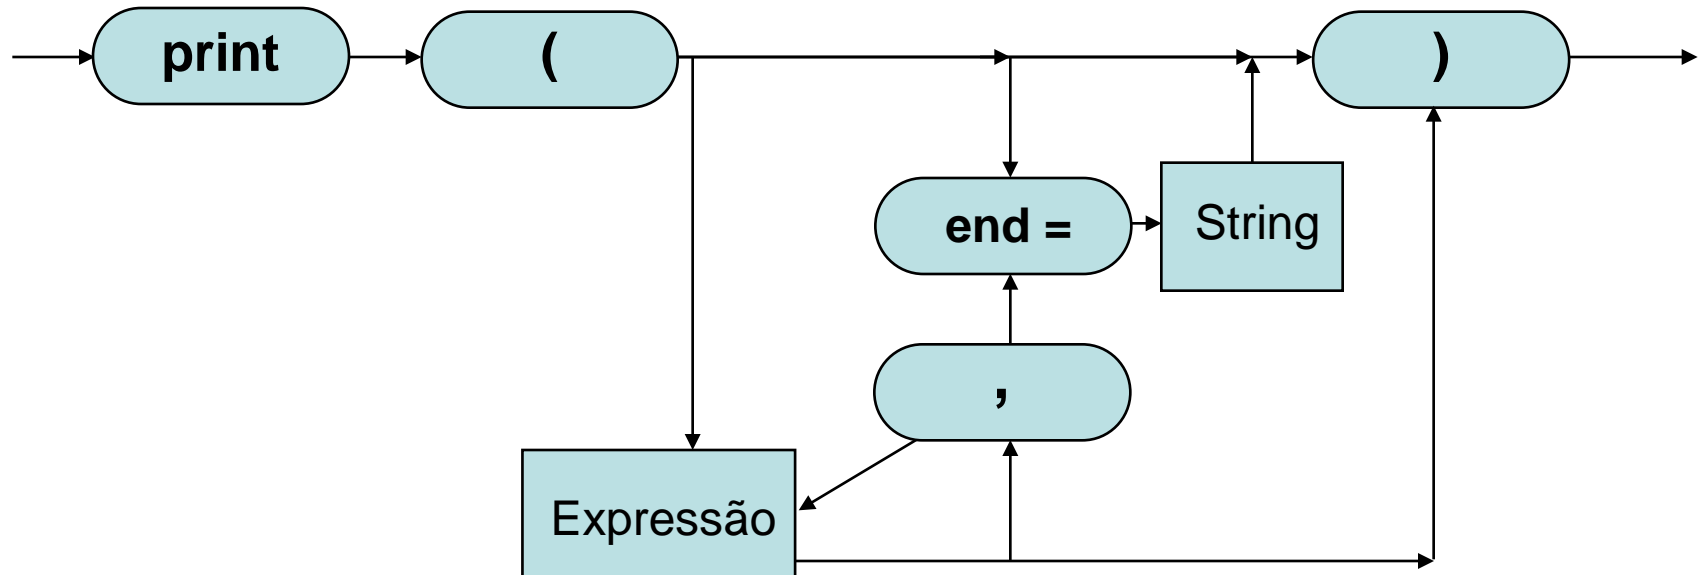 print ( )
end = String
,
Expressão